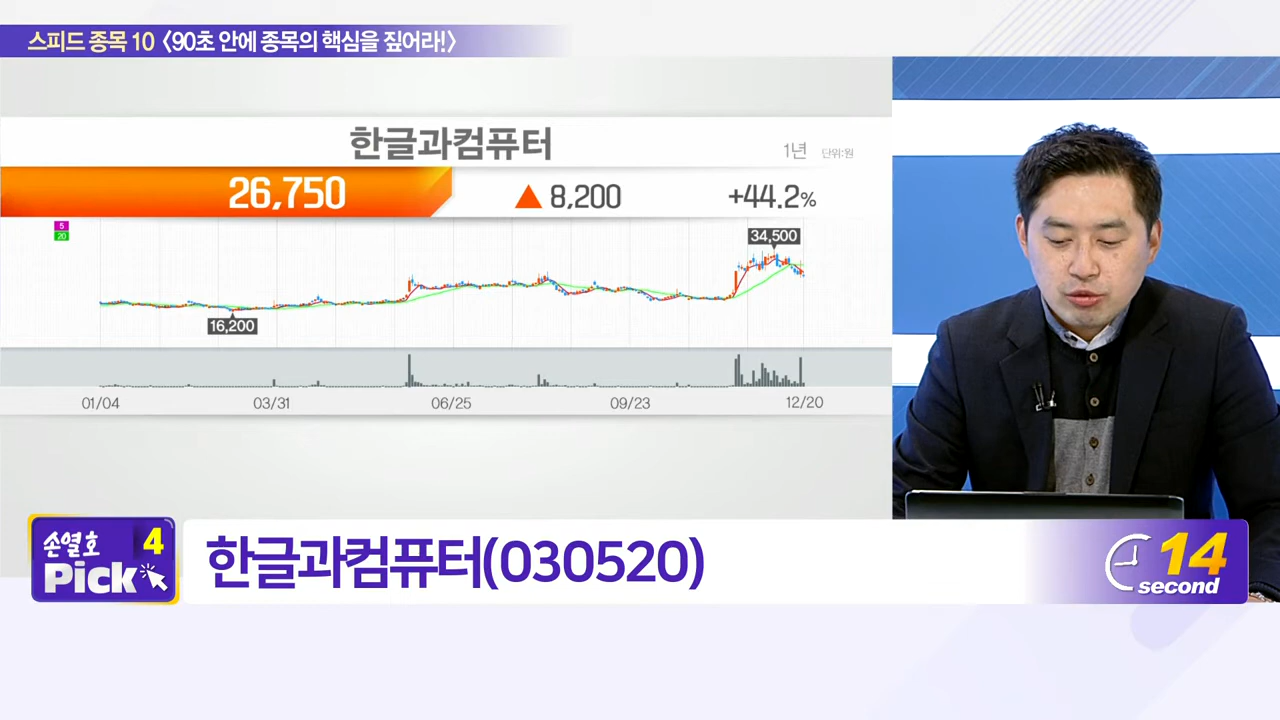 스피드 종목 10 〈90초 안에 종목의 핵심을 짚어라!〉
한글과컴퓨터
1년 단위:원
26,750 ▲ 8,200 +44.2%
5
20
34,500
16,200
01/04 03/31 06/25 09/23 12/20
손열호 4
Pick
한글과컴퓨터(030520)
14
second